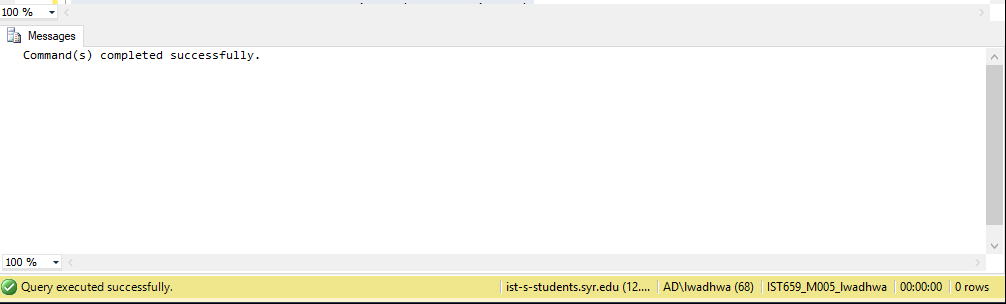 100 %
Messages
Command(s) completed successfully.
100 %
Query executed successfully.
ist-s-students.syr.edu (12....
AD\lwadhwa (68)
IST659_M005_lwadhwa
00:00:00
0 rows